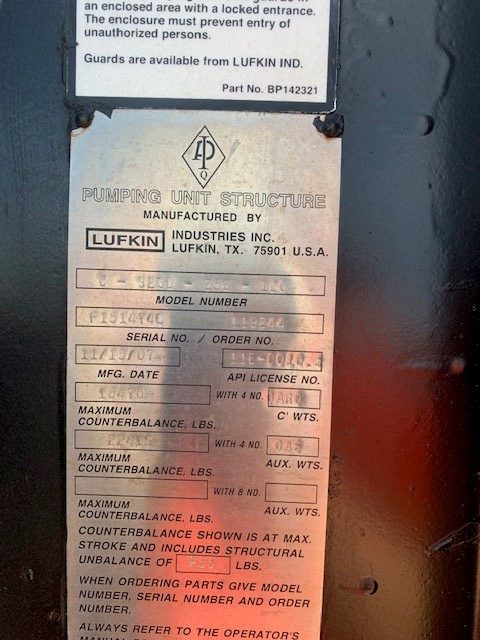 an enclosed area with a locked entrance.
The enclosure must prevent entry of
unauthorized persons.
Guards are available from LUFKIN IND.
Part No. BP142321
API
Q
PUMPING UNIT STRUCTURE
MANUFACTURED BY
LUFKIN INDUSTRIES INC.
LUFKIN, TX. 75901 U.S.A.
MODEL NUMBER
119244
SERIAL NO. / ORDER NO.
MFG. DATE API LICENSE NO.
WITH 4 NO.
MAXIMUM
COUNTERBALANCE, LBS. C' WTS.
WITH 4 NO. OAS
MAXIMUM
COUNTERBALANCE, LBS. AUX. WTS.
WITH 8 NO.
MAXIMUM
COUNTERBALANCE, LBS. AUX. WTS.
COUNTERBALANCE SHOWN IS AT MAX.
STROKE AND INCLUDES STRUCTURAL
UNBALANCE OF LBS.
WHEN ORDERING PARTS GIVE MODEL
NUMBER, SERIAL NUMBER AND ORDER
NUMBER.
ALWAYS REFER TO THE OPERATOR'S